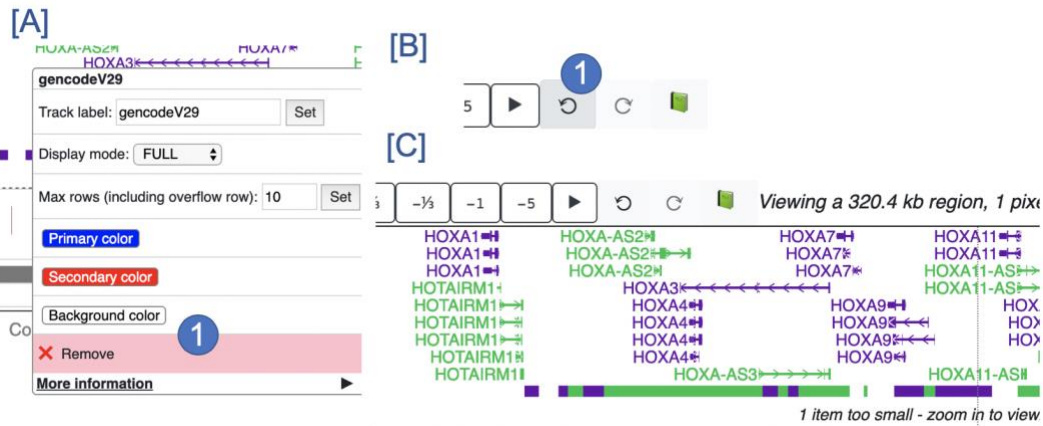 [A]
HOXA-AS2
HOXA7
HOXA3
gencodeV29
Track label: gencodeV29 Set
Display mode: FULL
Max rows (including overflow row): 10 Set
Primary color
Secondary color
Background color
1
Co
Remove
More information
[B]
1
5
[C]
-⅓ -1 -5 Viewing a 320.4 kb region, 1 pixe
HOXA1 HOXA-AS2 HOXA7 HOXA11
HOXA1 HOXA-AS2 HOXA7 HOXA11
HOXA1 HOXA-AS2 HOXA7 HOXA11-AS
HOTAIRM1 HOXA3 HOXA11-AS
HOTAIRM1 HOXA4 HOXA9 HOX
HOTAIRM1 HOXA4 HOXA9 HOX
HOTAIRM1 HOXA4 HOXA9 HOX
HOTAIRM1 HOXA4 HOXA9
HOTAIRM1 HOXA-AS3 HOXA11-AS
1 item too small - zoom in to view